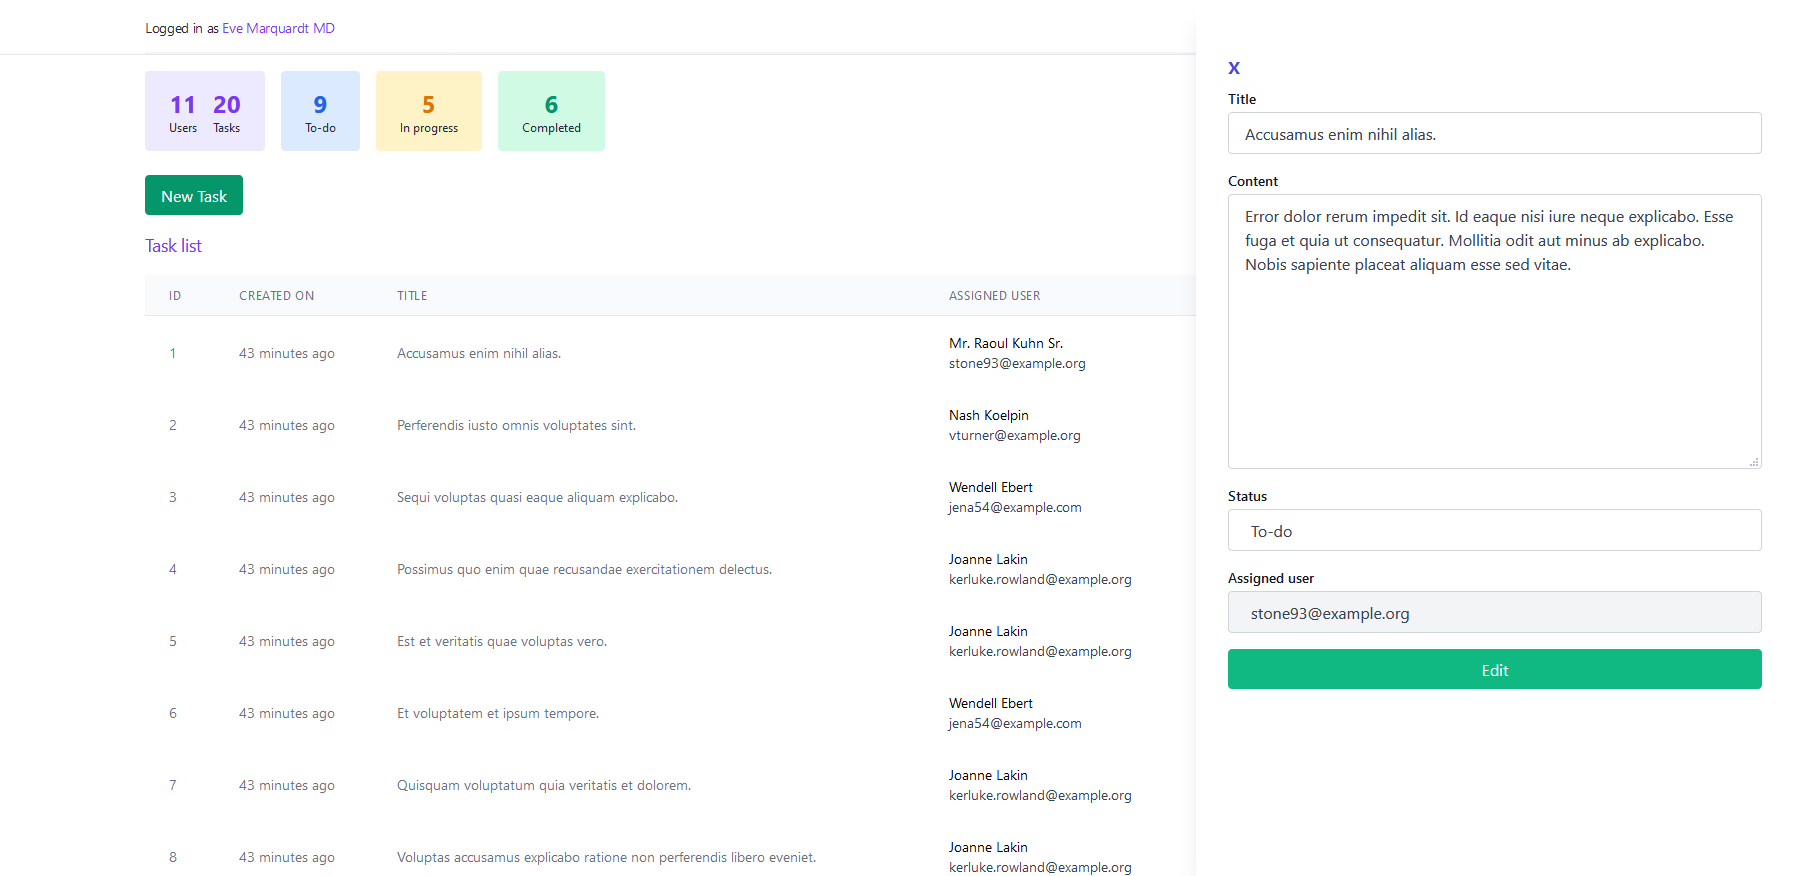 Logged in as Eve Marquardt MD
11 20
Users Tasks
9
To-do
5
In progress
6
Completed
New Task
Task list
ID CREATED ON TITLE ASSIGNED USER
1 43 minutes ago Accusamus enim nihil alias. Mr. Raoul Kuhn Sr.
stone93@example.org
2 43 minutes ago Perferendis iusto omnis voluptates sint. Nash Koelpin
vturner@example.org
3 43 minutes ago Sequi voluptas quasi eaque aliquam explicabo. Wendell Ebert
jena54@example.com
4 43 minutes ago Possimus quo enim quae recusandae exercitationem delectus. Joanne Lakin
kerluke.rowland@example.org
5 43 minutes ago Est et veritatis quae voluptas vero. Joanne Lakin
kerluke.rowland@example.org
6 43 minutes ago Et voluptatem et ipsum tempore. Wendell Ebert
jena54@example.com
7 43 minutes ago Quisquam voluptatum quia veritatis et dolorem. Joanne Lakin
kerluke.rowland@example.org
8 43 minutes ago Voluptas accusamus explicabo ratione non perferendis libero eveniet. Joanne Lakin
kerluke.rowland@example.org
X
Title
Accusamus enim nihil alias.
Content
Error dolor rerum impedit sit. Id eaque nisi iure neque explicabo. Esse
fuga et quia ut consequatur. Mollitia odit aut minus ab explicabo.
Nobis sapiente placeat aliquam esse sed vitae.
Status
To-do
Assigned user
stone93@example.org
Edit